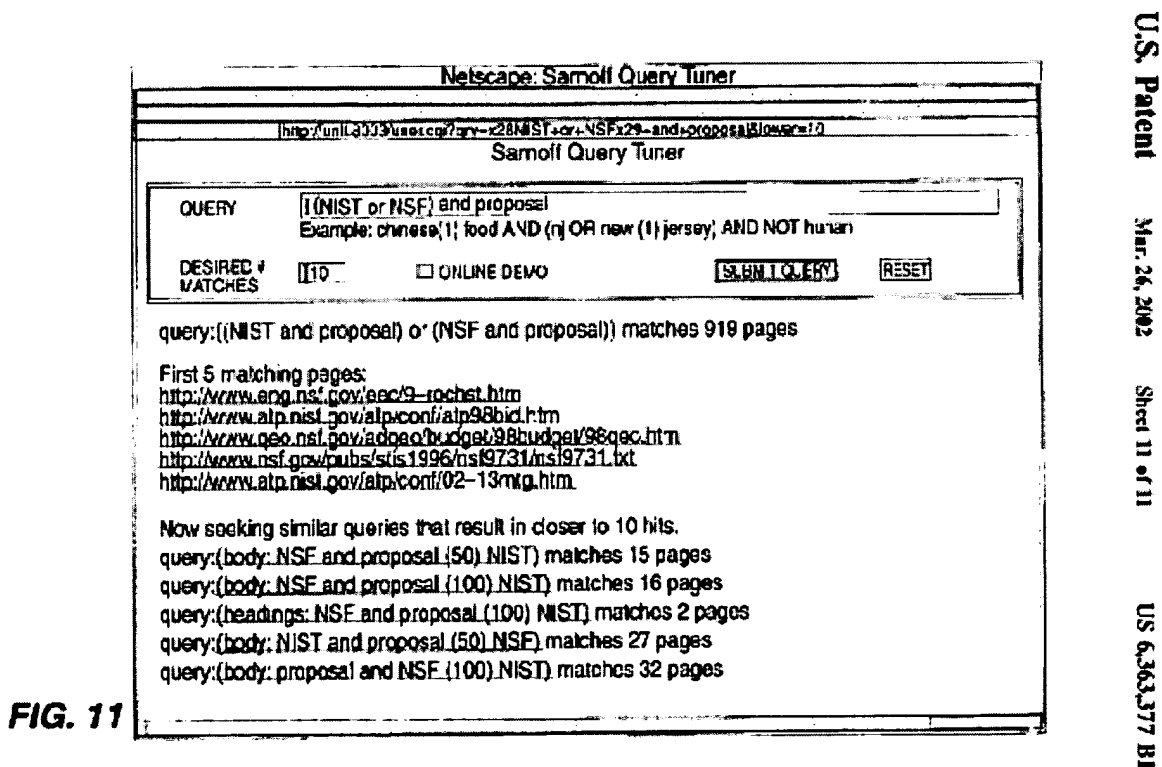 U.S. Patent Mar. 26, 2002 Sheet 11 of 11 US 6,363,377 B1
Netscape: Sarnoff Query Tuner
Sarnoff Query Tuner
QUERY (NIST or NSF) and proposal
Example: chinese(1) food AND (nj OR new (1) jersey) AND NOT hunan
DESIRED # MATCHES 10 ONLINE DEMO SUBMIT QUERY RESET
query:((NIST and proposal) or (NSF and proposal)) matches 919 pages
First 5 matching pages:
http://www.eng.nsf.gov/eec/9-rochst.htm
http://www.atp.nist.gov/atp/conf/atp98bid.htm
http://www.geo.nsf.gov/adgeo/budget/98budget/98gec.htm
http://www.nsf.gov/pubs/stis1996/nsf9731/nsf9731.txt
http://www.atp.nist.gov/atp/conf/02-13mtg.htm
Now seeking similar queries that result in closer to 10 hits.
query:(body: NSF and proposal (50) NIST) matches 15 pages
query:(body: NSF and proposal (100) NIST) matches 16 pages
query:(headings: NSF and proposal (100) NIST) matches 2 pages
query:(body: NIST and proposal (50) NSF) matches 27 pages
query:(body: proposal and NSF (100) NIST) matches 32 pages
FIG. 11